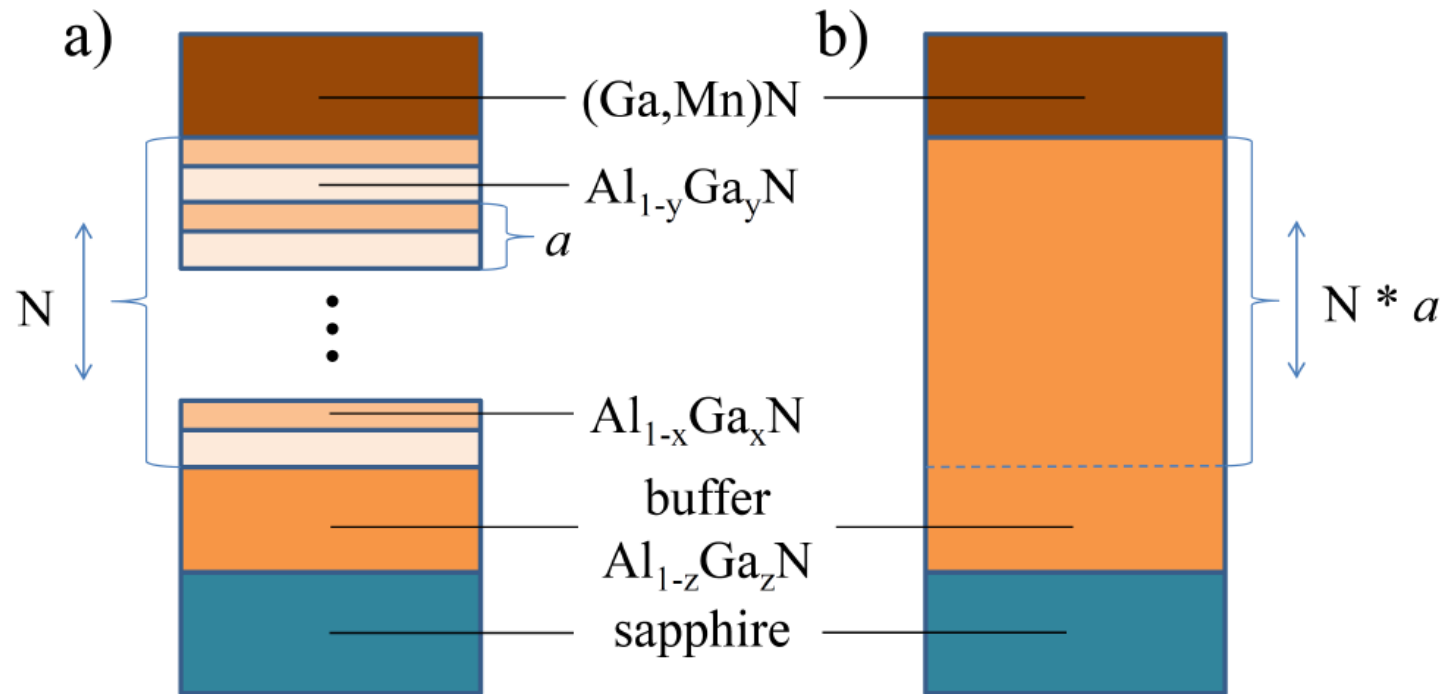 a)
b)
(Ga,Mn)N
Al₁₋yGayN
a
N
N * a
Al₁₋ₓGaₓN
buffer
Al₁₋zGazN
sapphire